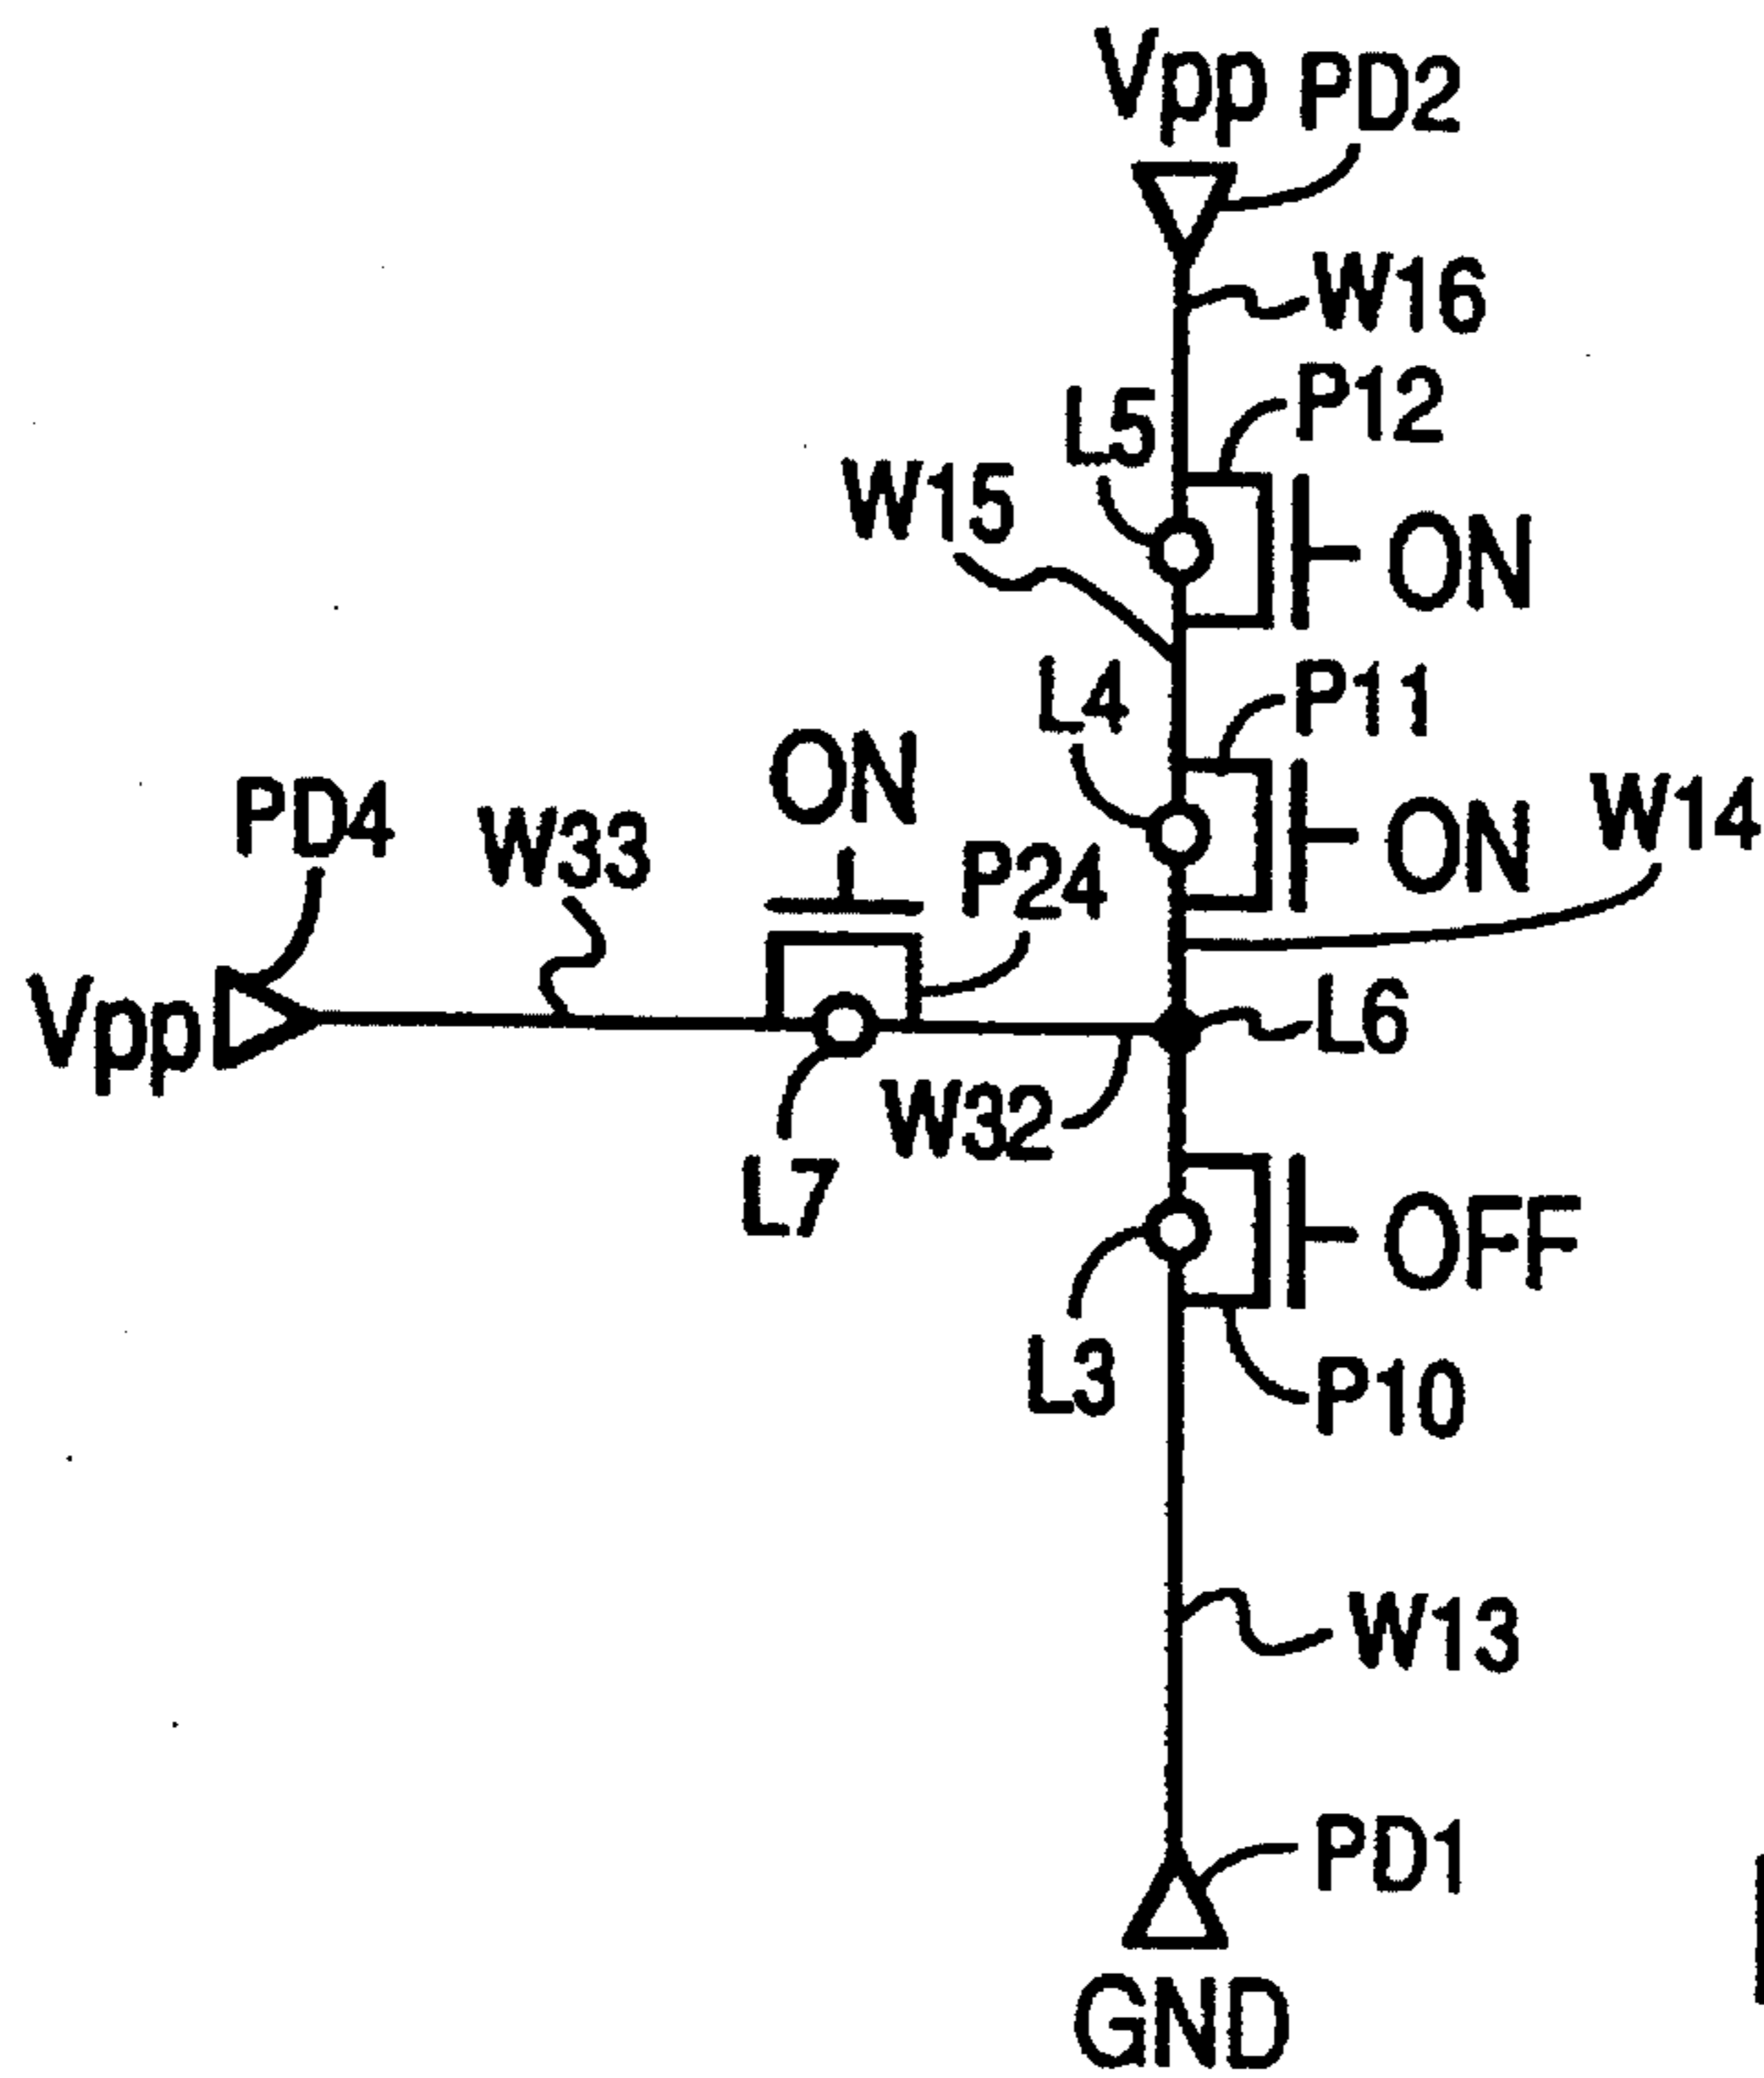 Vpp PD2
W16
P12
L5
W15
ON
P11
L4
ON
ON
W14
PD4
W33
P24
Vpp
L6
W32
L7
OFF
L3
P10
W13
PD1
GND